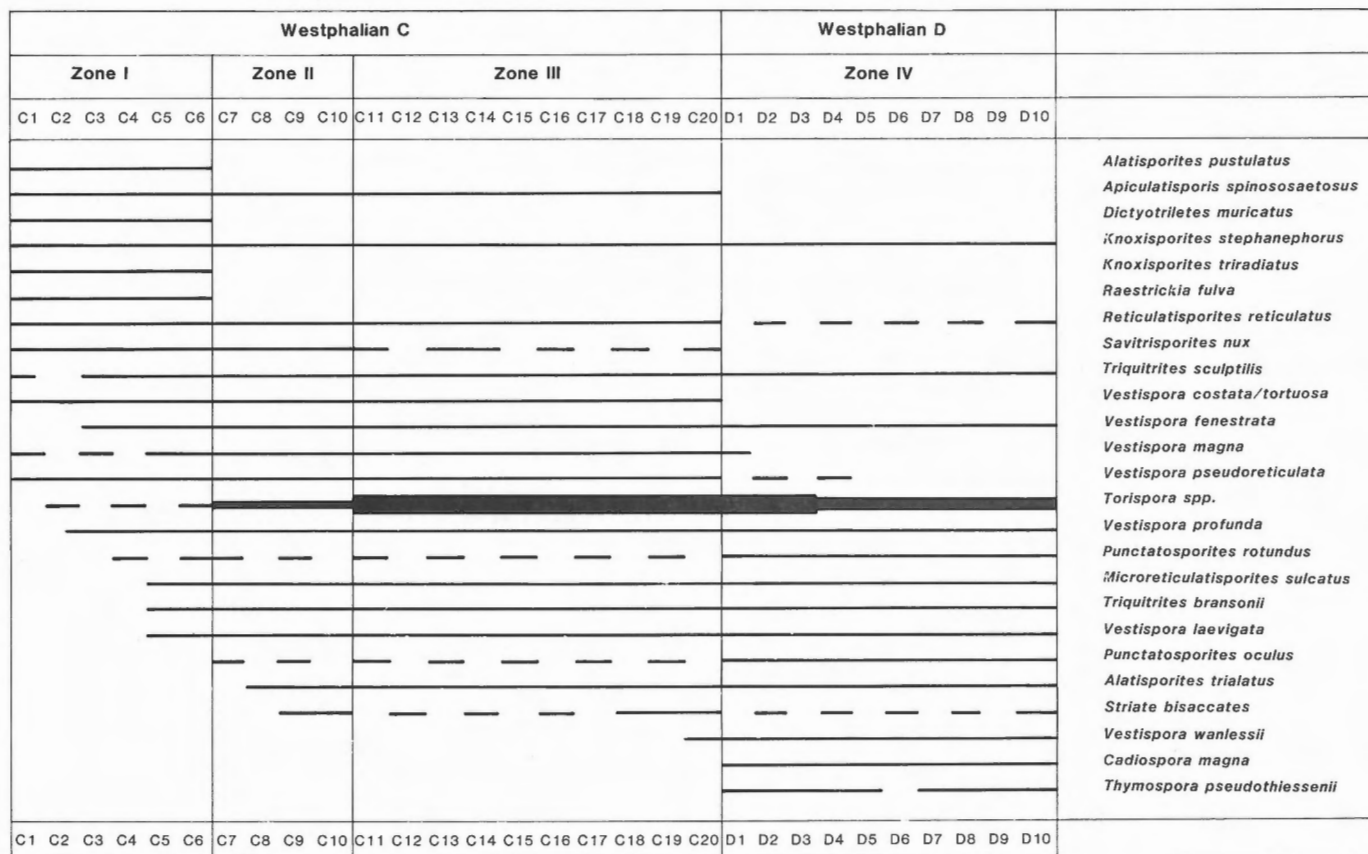 Westphalian C Westphalian D
Zone I Zone II Zone III Zone IV
C1 C2 C3 C4 C5 C6 C7 C8 C9 C10 C11 C12 C13 C14 C15 C16 C17 C18 C19 C20 D1 D2 D3 D4 D5 D6 D7 D8 D9 D10
Alatisporites pustulatus
Apiculatisporis spinososaetosus
Dictyotriletes muricatus
Knoxisporites stephanephorus
Knoxisporites triradiatus
Raestrickia fulva
Reticulatisporites reticulatus
Savitrisporites nux
Triquitrites sculptilis
Vestispora costata/tortuosa
Vestispora fenestrata
Vestispora magna
Vestispora pseudoreticulata
Torispora spp.
Vestispora profunda
Punctatosporites rotundus
Microreticulatisporites sulcatus
Triquitrites bransonii
Vestispora laevigata
Punctatosporites oculus
Alatisporites trialatus
Striate bisaccates
Vestispora wanlessii
Cadiospora magna
Thymospora pseudothiessenii
C1 C2 C3 C4 C5 C6 C7 C8 C9 C10 C11 C12 C13 C14 C15 C16 C17 C18 C19 C20 D1 D2 D3 D4 D5 D6 D7 D8 D9 D10